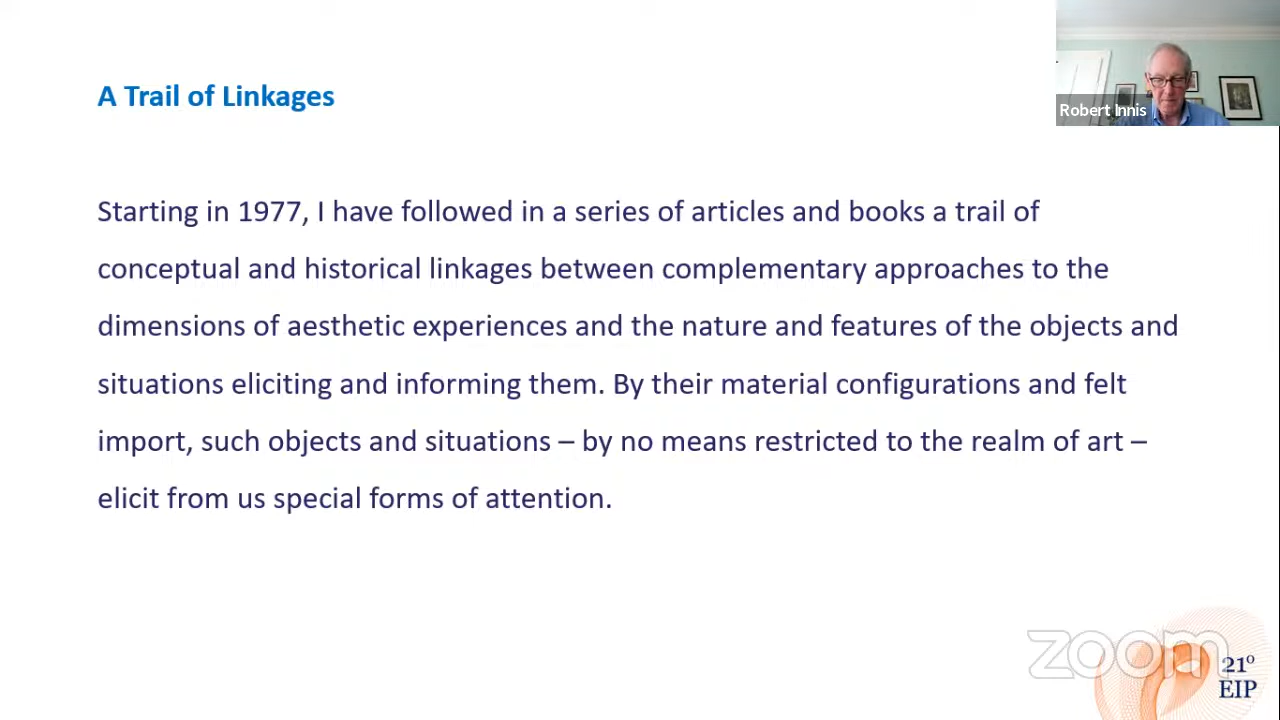 A Trail of Linkages
Robert Innis
Starting in 1977, I have followed in a series of articles and books a trail of
conceptual and historical linkages between complementary approaches to the
dimensions of aesthetic experiences and the nature and features of the objects and
situations eliciting and informing them. By their material configurations and felt
import, such objects and situations – by no means restricted to the realm of art –
elicit from us special forms of attention.
zoom
21º
EIP